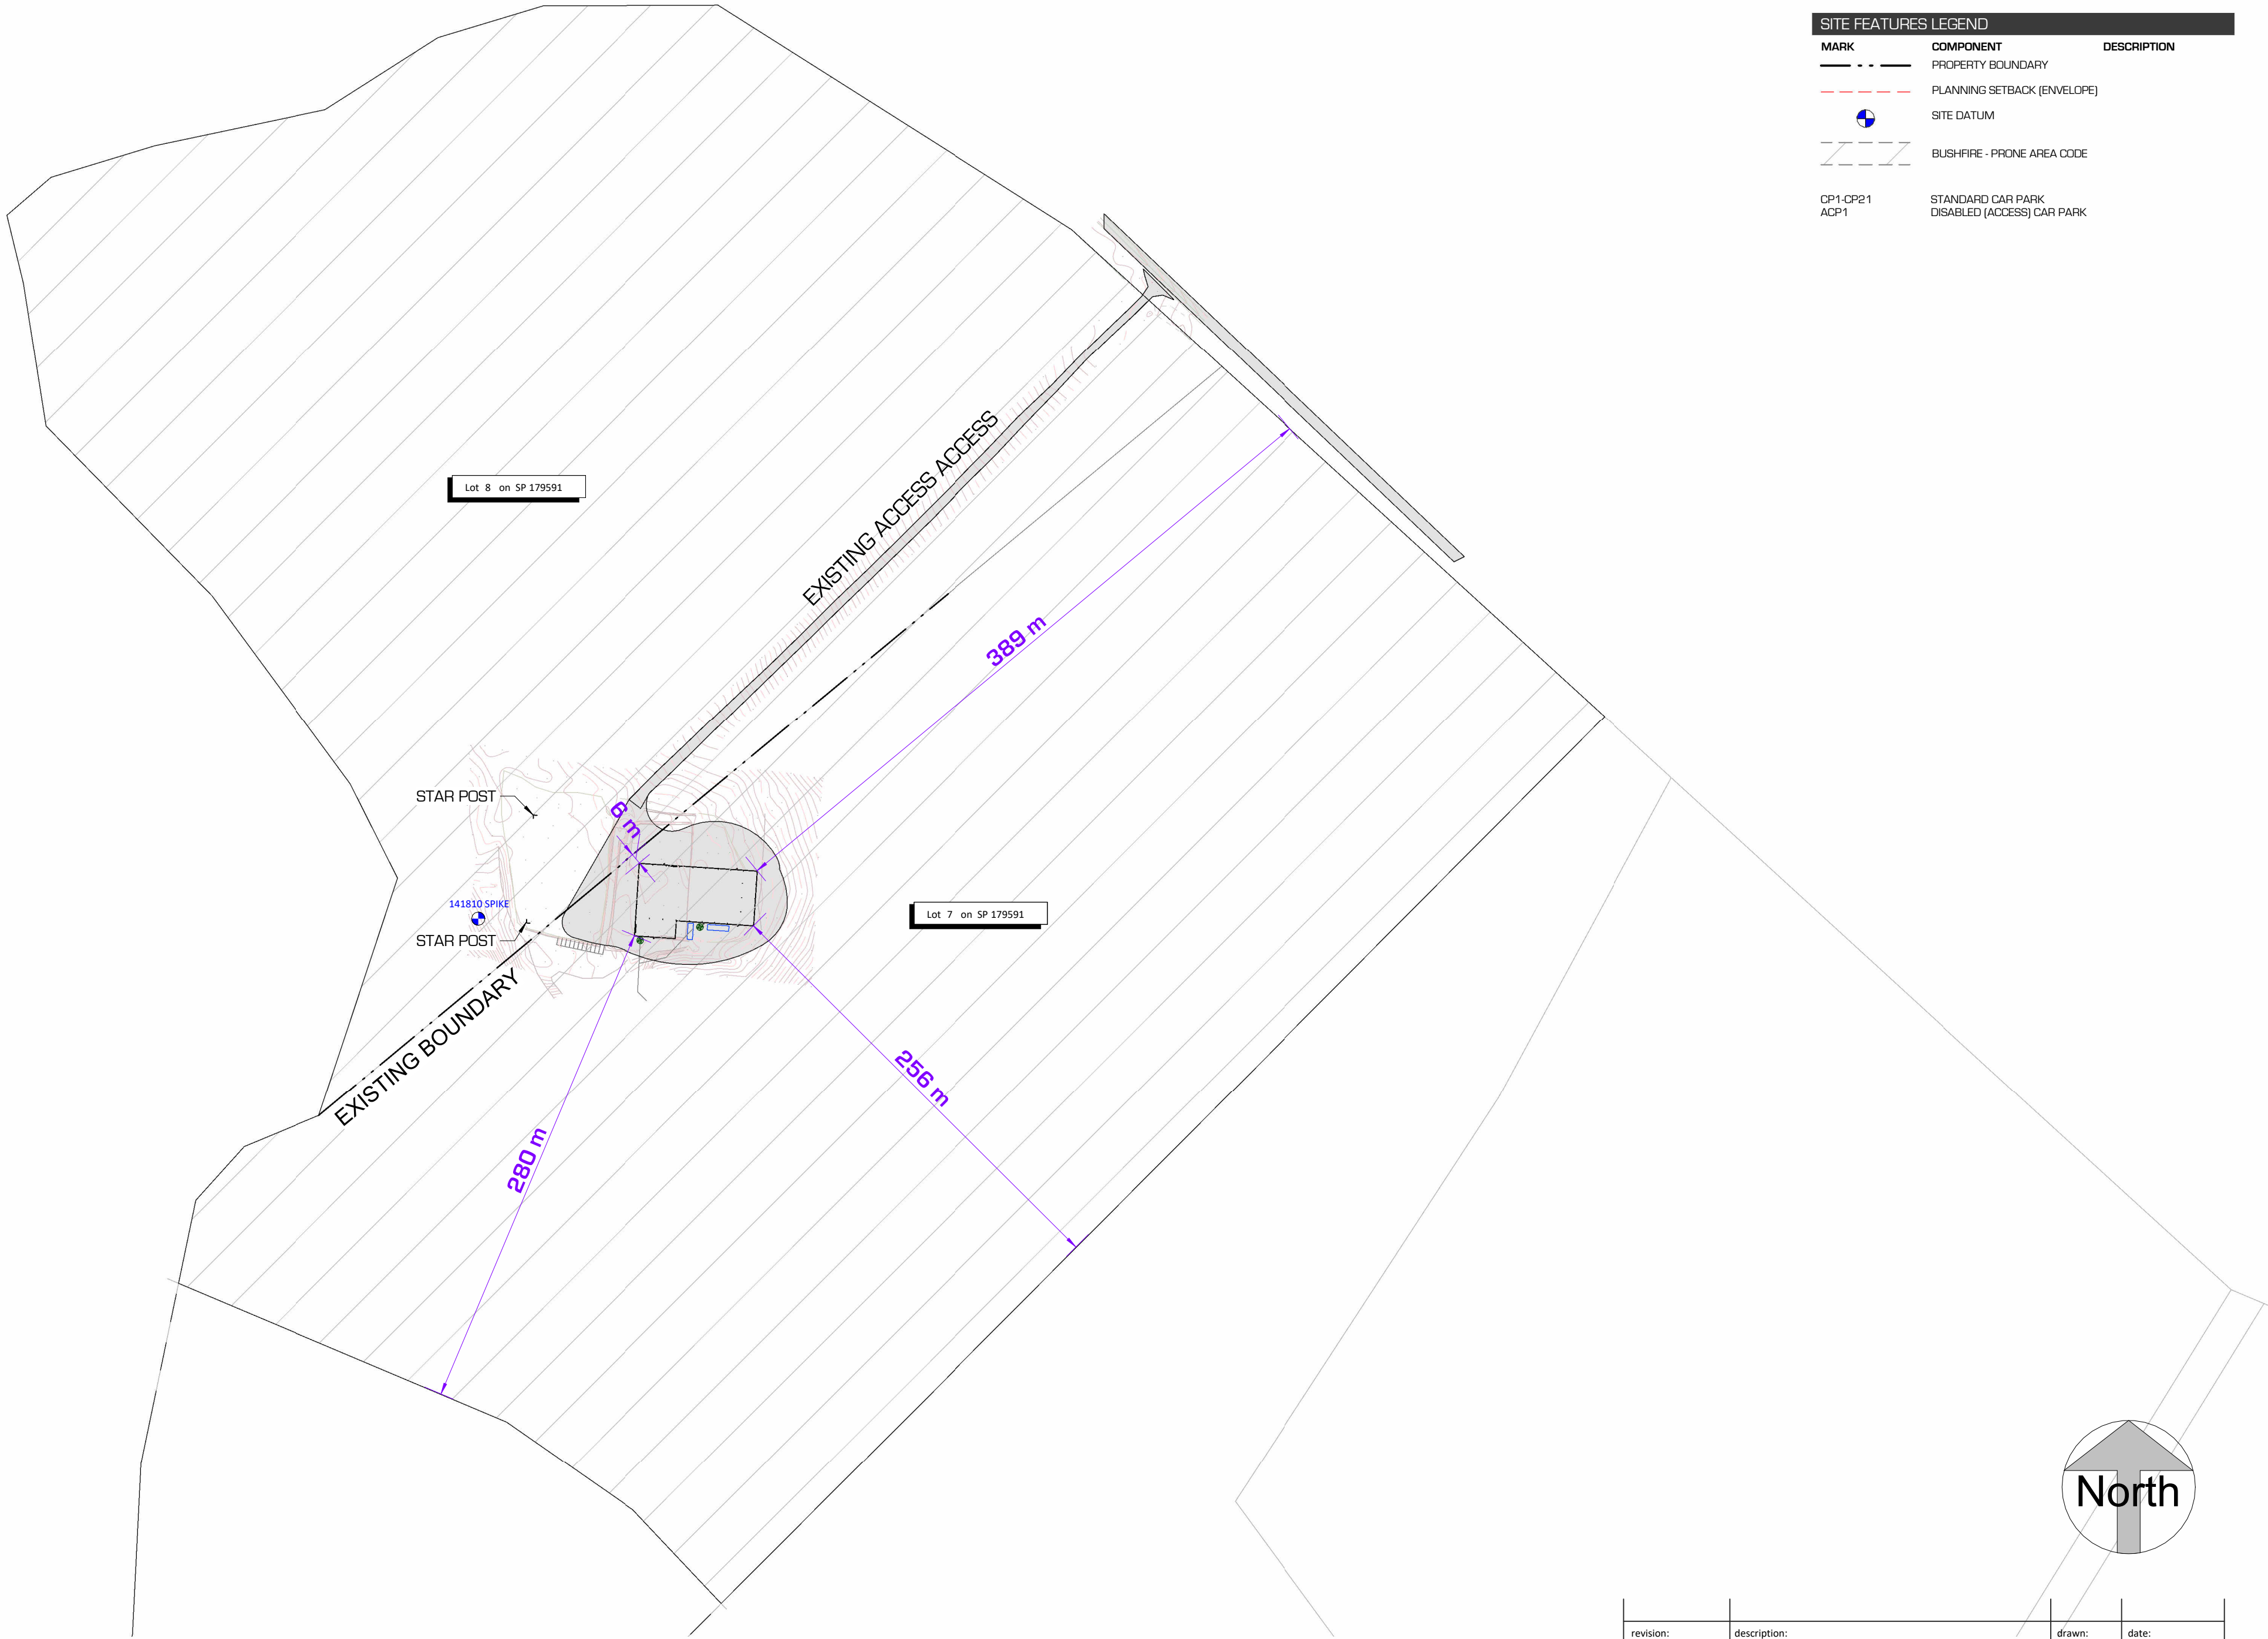 SITE FEATURES LEGEND
MARK COMPONENT DESCRIPTION
PROPERTY BOUNDARY
PLANNING SETBACK (ENVELOPE)
SITE DATUM
BUSHFIRE - PRONE AREA CODE
CP1-CP21 STANDARD CAR PARK
ACP1 DISABLED (ACCESS) CAR PARK
EXISTING ACCESS ACCESS
Lot 8 on SP 179591
389 m
STAR POST
8 m
141810 SPIKE
Lot 7 on SP 179591
STAR POST
EXISTING BOUNDARY
256 m
280 m
North
revision: description: drawn: date: